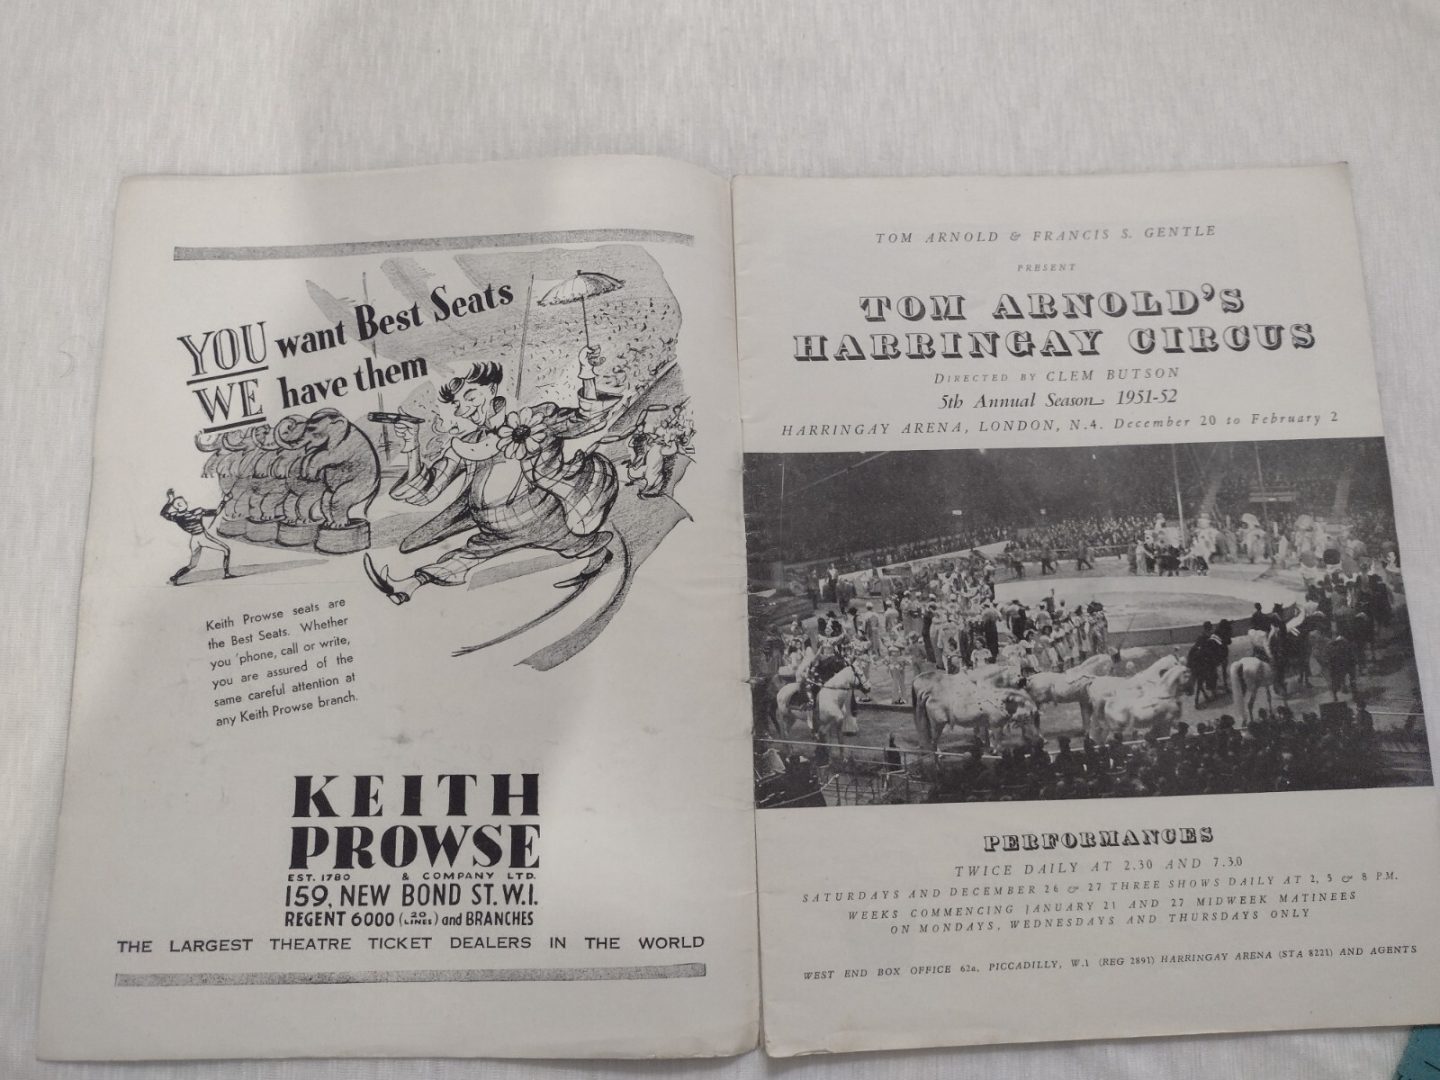 YOU want Best Seats
WE have them
Keith Prowse seats are
the Best Seats. Whether
you 'phone, call or write,
you are assured of the
same careful attention at
any Keith Prowse branch.
KEITH
PROWSE
EST. 1780 & COMPANY LTD.
159, NEW BOND ST. W.I.
REGENT 6000 (20 LINES) and BRANCHES
THE LARGEST THEATRE TICKET DEALERS IN THE WORLD
TOM ARNOLD & FRANCIS S. GENTLE
PRESENT
TOM ARNOLD'S
HARRINGAY CIRCUS
DIRECTED BY CLEM BUTSON
5th Annual Season 1951-52
HARRINGAY ARENA, LONDON, N.4. December 20 to February 2
PERFORMANCES
TWICE DAILY AT 2.30 AND 7.30
SATURDAYS AND DECEMBER 26 & 27 THREE SHOWS DAILY AT 2, 5 & 8 P.M.
WEEKS COMMENCING JANUARY 21 AND 27 MIDWEEK MATINEES
ON MONDAYS, WEDNESDAYS AND THURSDAYS ONLY
WEST END BOX OFFICE 62a, PICCADILLY, W.1 (REG 2891) HARRINGAY ARENA (STA 8221) AND AGENTS